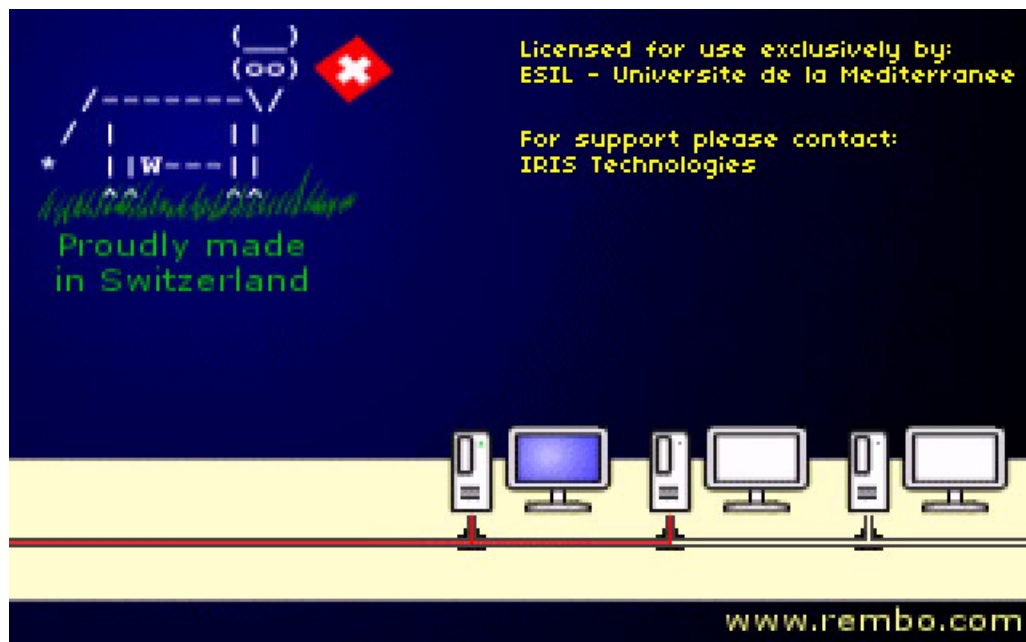 Licensed for use exclusively by:
ESIL - Universite de la Mediterranee
For support please contact:
IRIS Technologies
Proudly made
in Switzerland
www.rembo.com